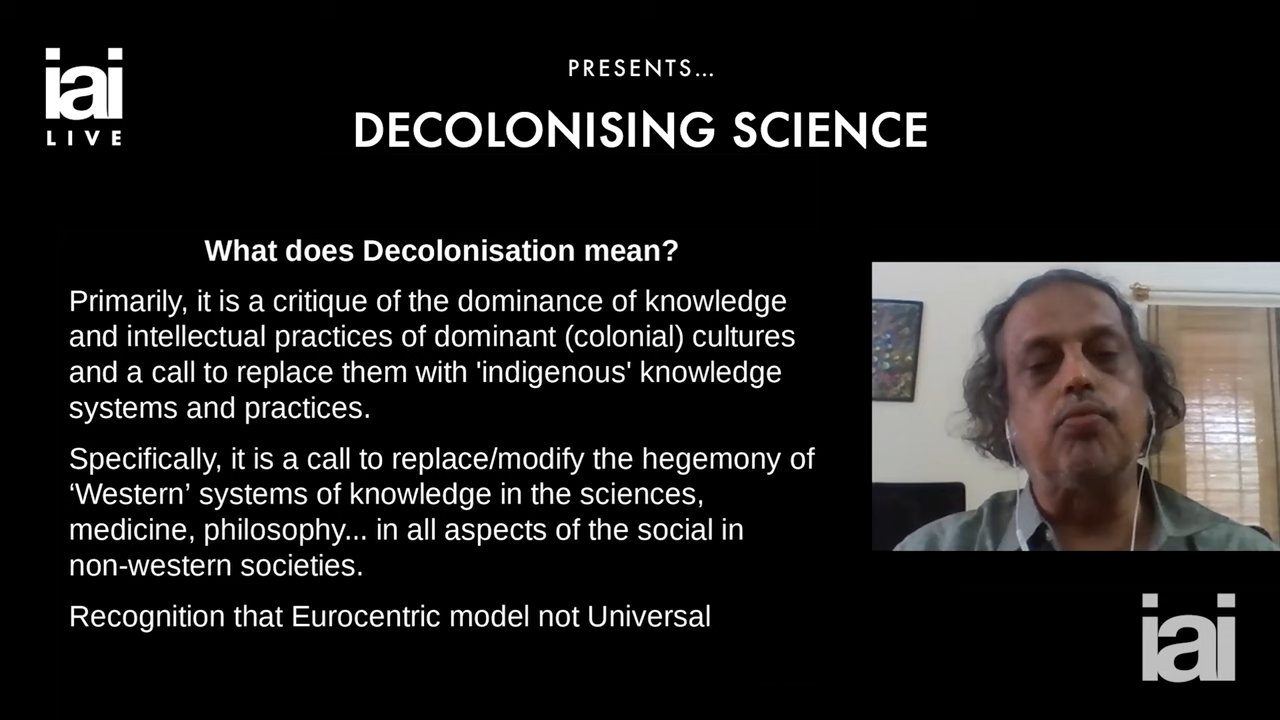 iai
LIVE
PRESENTS...
DECOLONISING SCIENCE
What does Decolonisation mean?
Primarily, it is a critique of the dominance of knowledge
and intellectual practices of dominant (colonial) cultures
and a call to replace them with 'indigenous' knowledge
systems and practices.
Specifically, it is a call to replace/modify the hegemony of
‘Western’ systems of knowledge in the sciences,
medicine, philosophy... in all aspects of the social in
non-western societies.
Recognition that Eurocentric model not Universal
iai